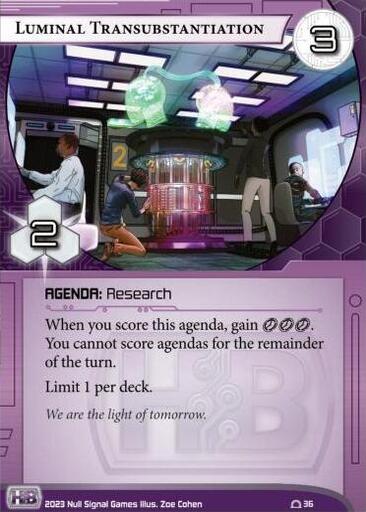 LUMINAL TRANSUBSTANTIATION
3
2
2
AGENDA: Research
When you score this agenda, gain.
You cannot score agendas for the remainder
of the turn.
Limit 1 per deck.
We are the light of tomorrow.
HB
HB
2023 Null Signal Games Illus. Zoe Cohen
36